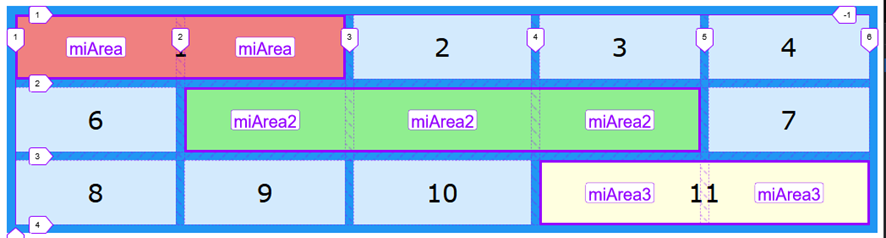 1 -1
1 2 3 4 5 6
miArea 1 miArea 2 3 4
2
6 miArea2 miArea2 miArea2 7
3
8 9 10 miArea3 11 miArea3
4